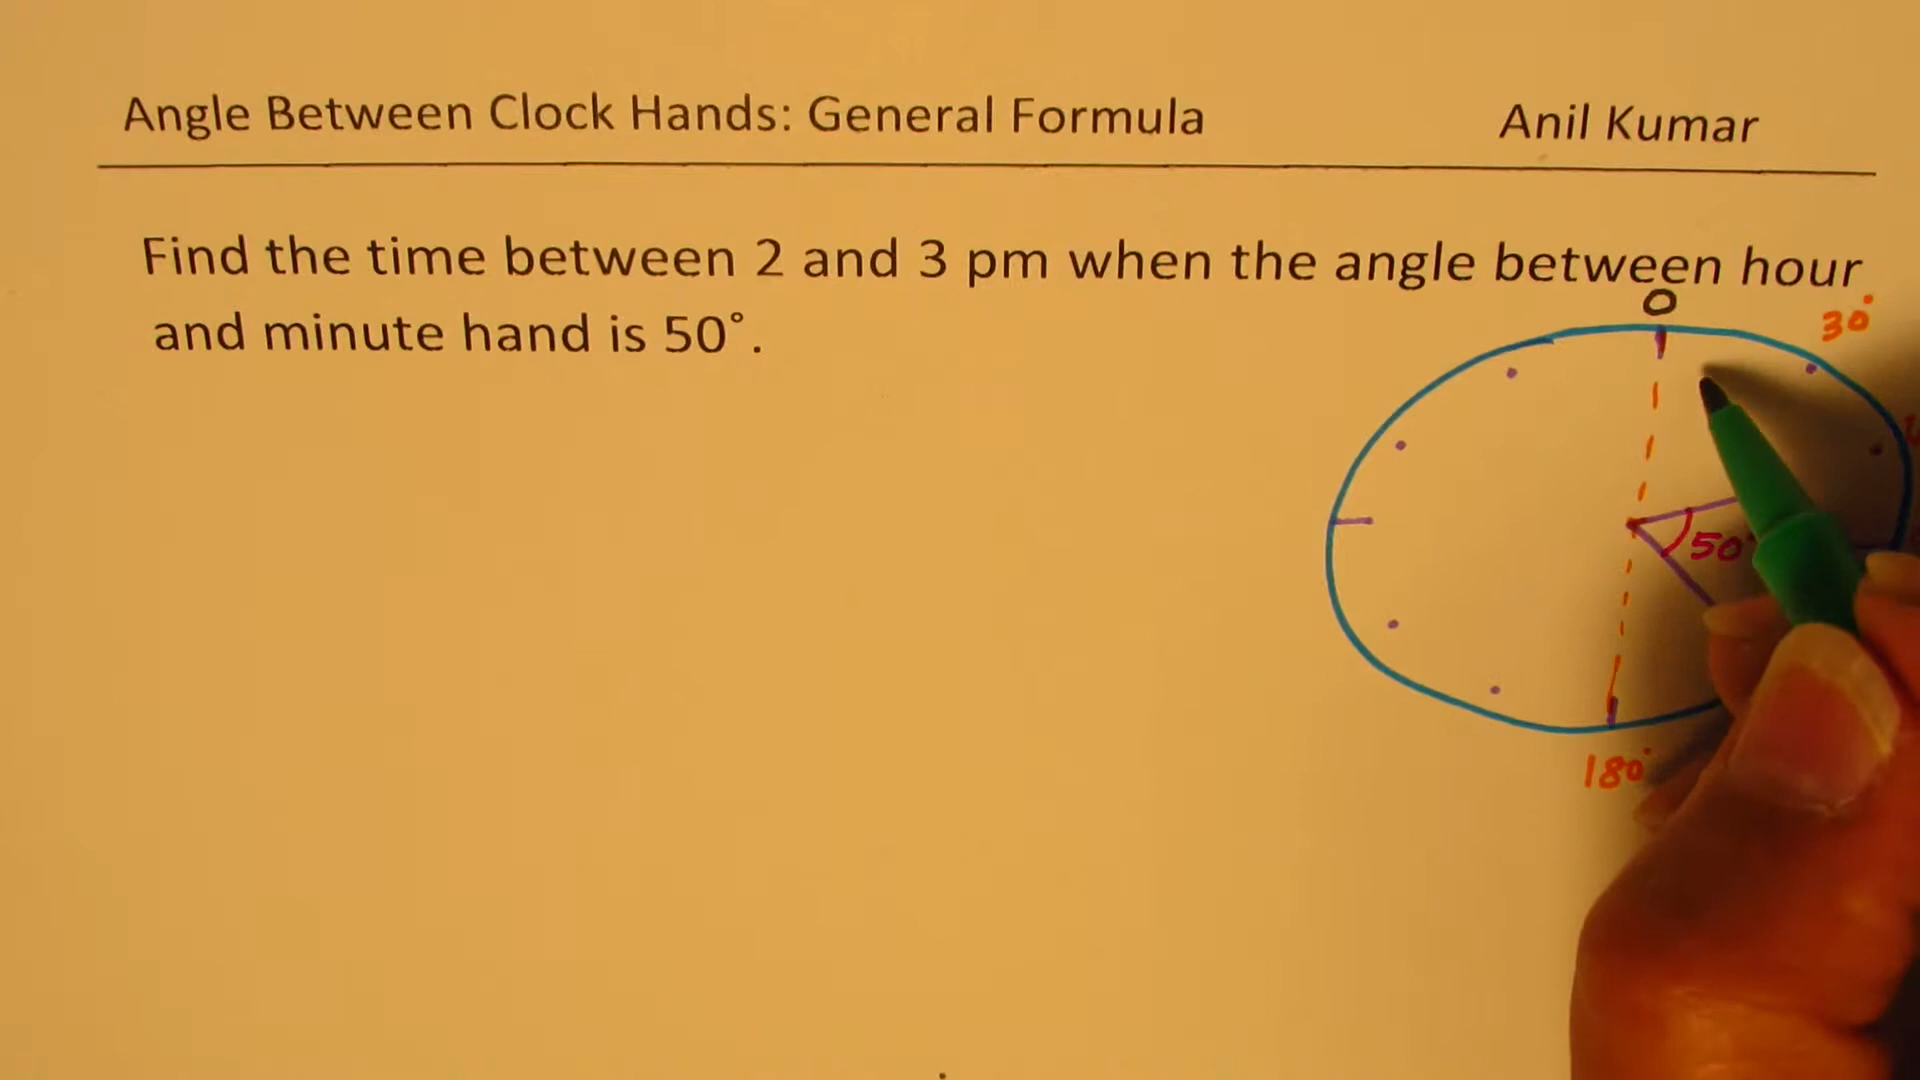 Angle Between Clock Hands: General Formula Anil Kumar
Find the time between 2 and 3 pm when the angle between hour
and minute hand is 50°.
0
30°
50°
180°